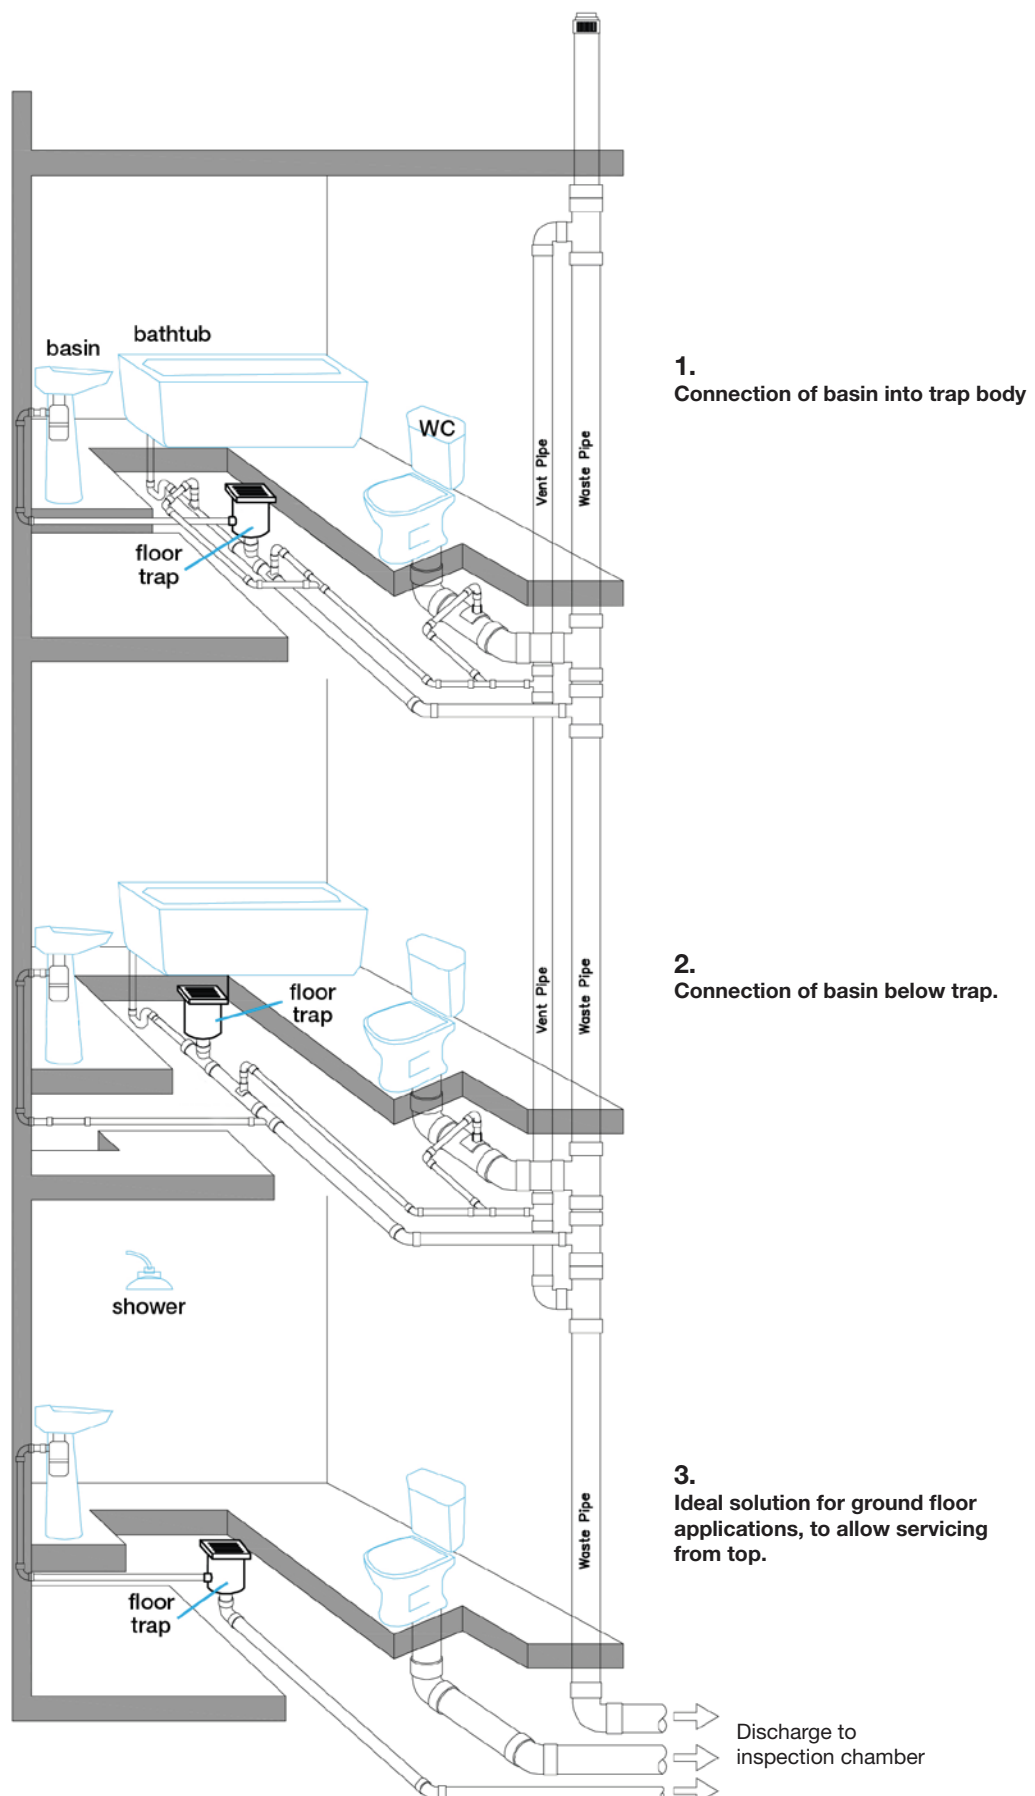 basin
bathtub
WC
Vent Pipe
Waste Pipe
floor
trap
1.
Connection of basin into trap body
floor
trap
Vent Pipe
Waste Pipe
2.
Connection of basin below trap.
shower
floor
trap
Waste Pipe
3.
Ideal solution for ground floor
applications, to allow servicing
from top.
Discharge to
inspection chamber